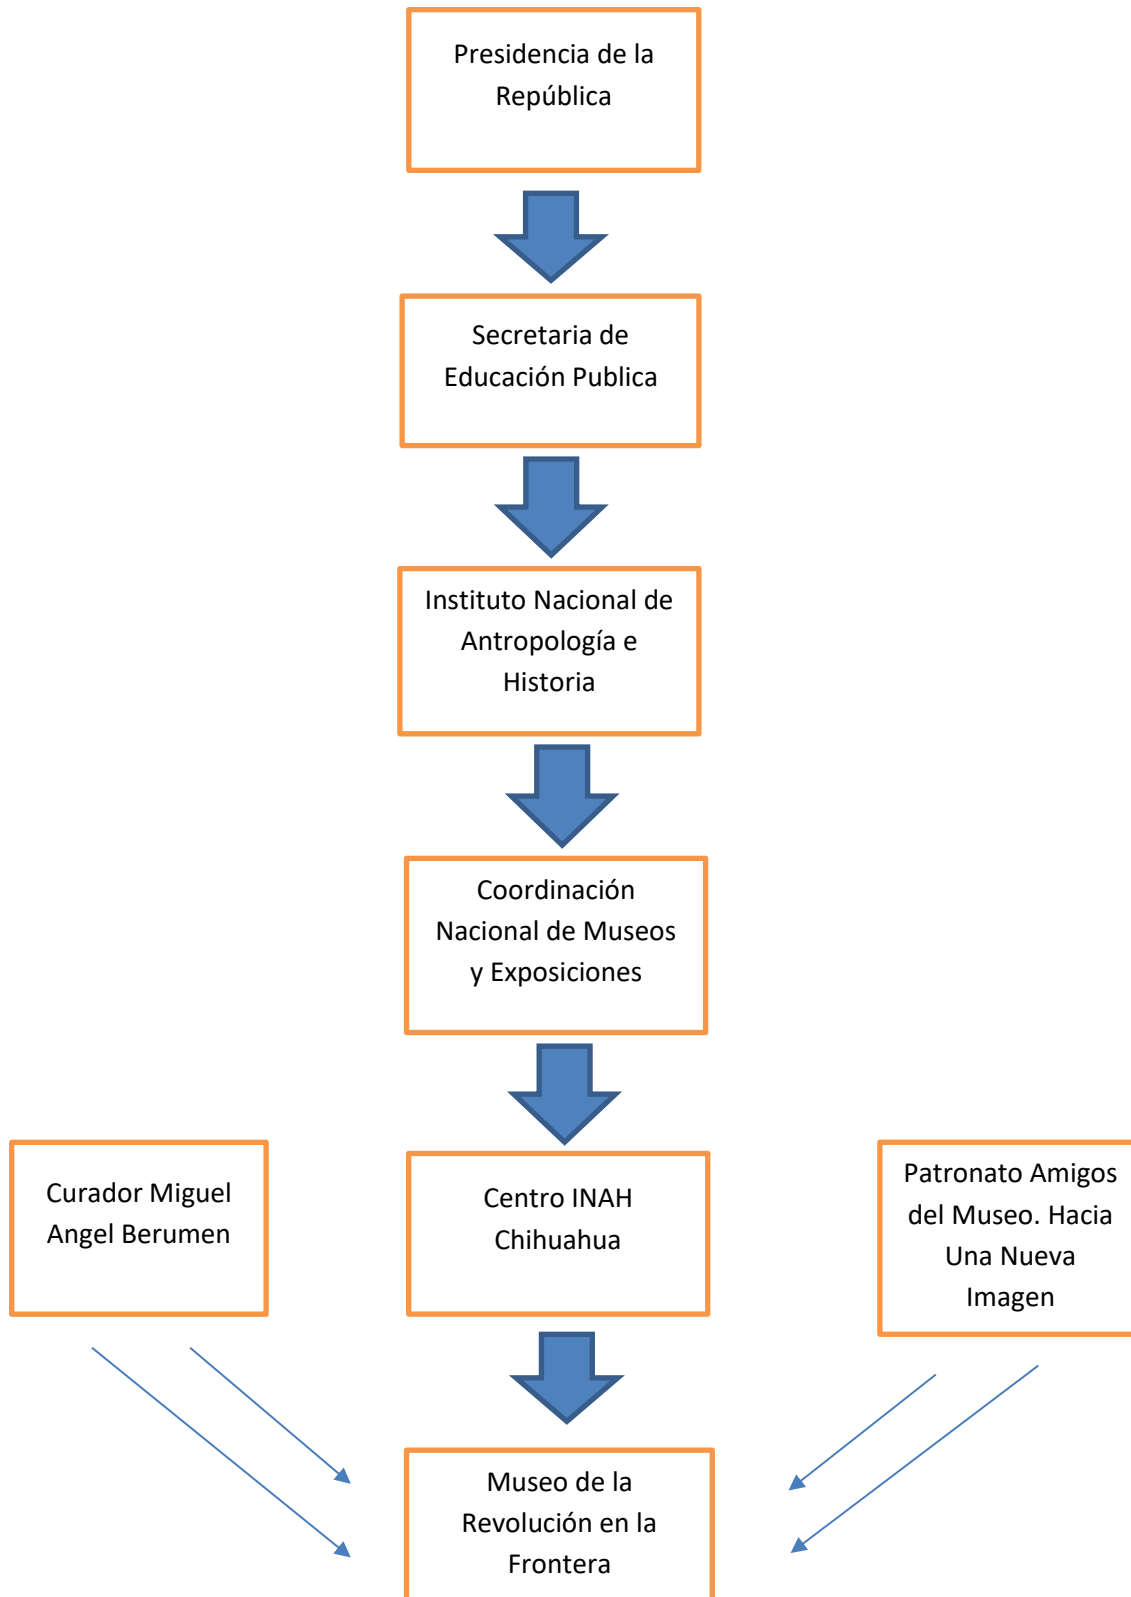 Presidencia de la
República
Secretaria de
Educación Publica
Instituto Nacional de
Antropología e
Historia
Coordinación
Nacional de Museos
y Exposiciones
Curador Miguel
Angel Berumen
Centro INAH
Chihuahua
Patronato Amigos
del Museo. Hacia
Una Nueva
Imagen
Museo de la
Revolución en la
Frontera